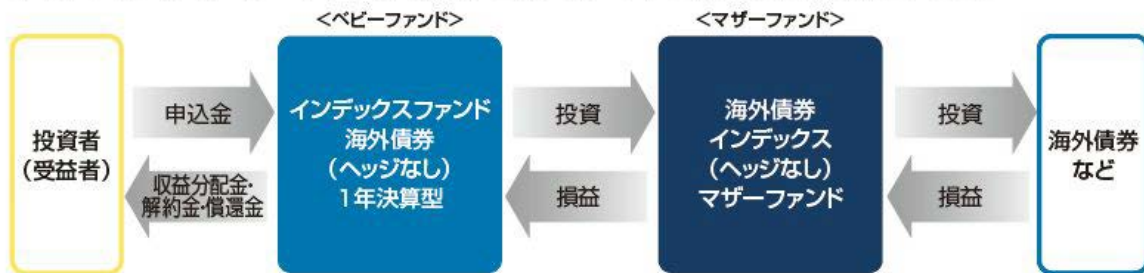 <ベビーファンド>
<マザーファンド>
投資者
(受益者)
申込金
収益分配金・
解約金・償還金
インデックスファンド
海外債券
(ヘッジなし)
1年決算型
投資
損益
海外債券
インデックス
(ヘッジなし)
マザーファンド
投資
損益
海外債券
など